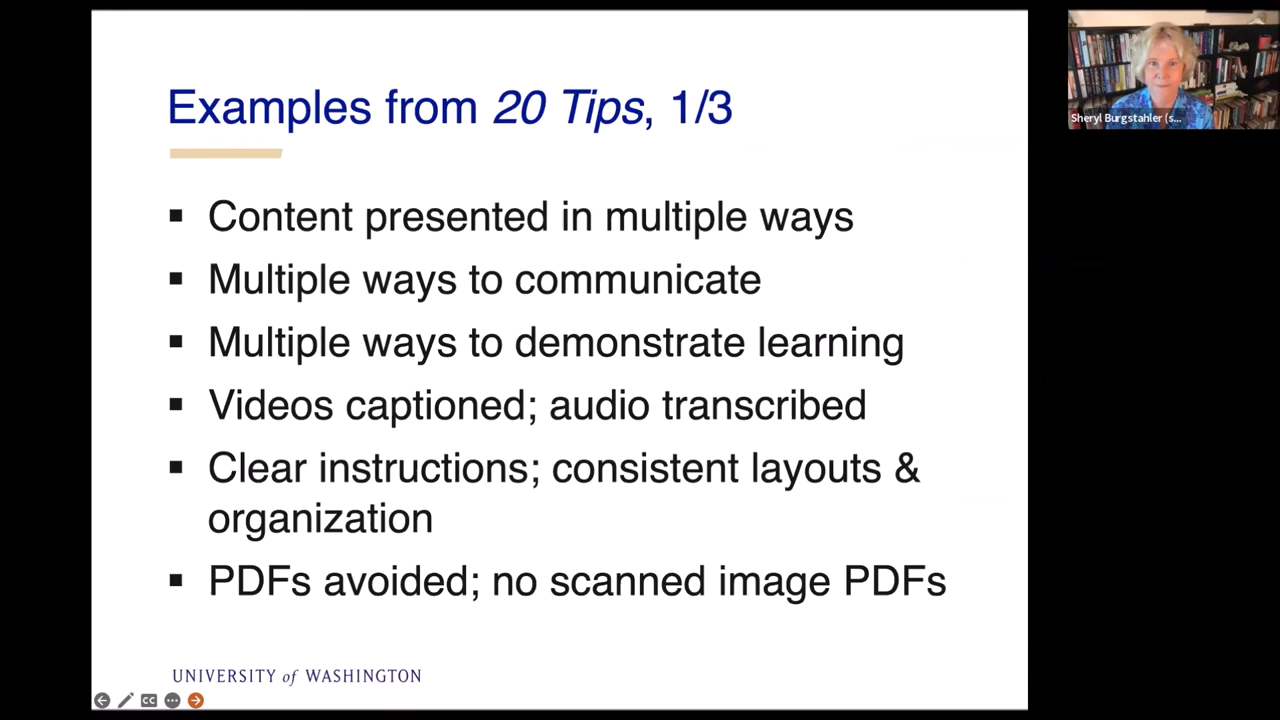 Examples from 20 Tips, 1/3
▪ Content presented in multiple ways
▪ Multiple ways to communicate
▪ Multiple ways to demonstrate learning
▪ Videos captioned; audio transcribed
▪ Clear instructions; consistent layouts &
organization
▪ PDFs avoided; no scanned image PDFs
UNIVERSITY of WASHINGTON
CC
Sheryl Burgstahler (s...